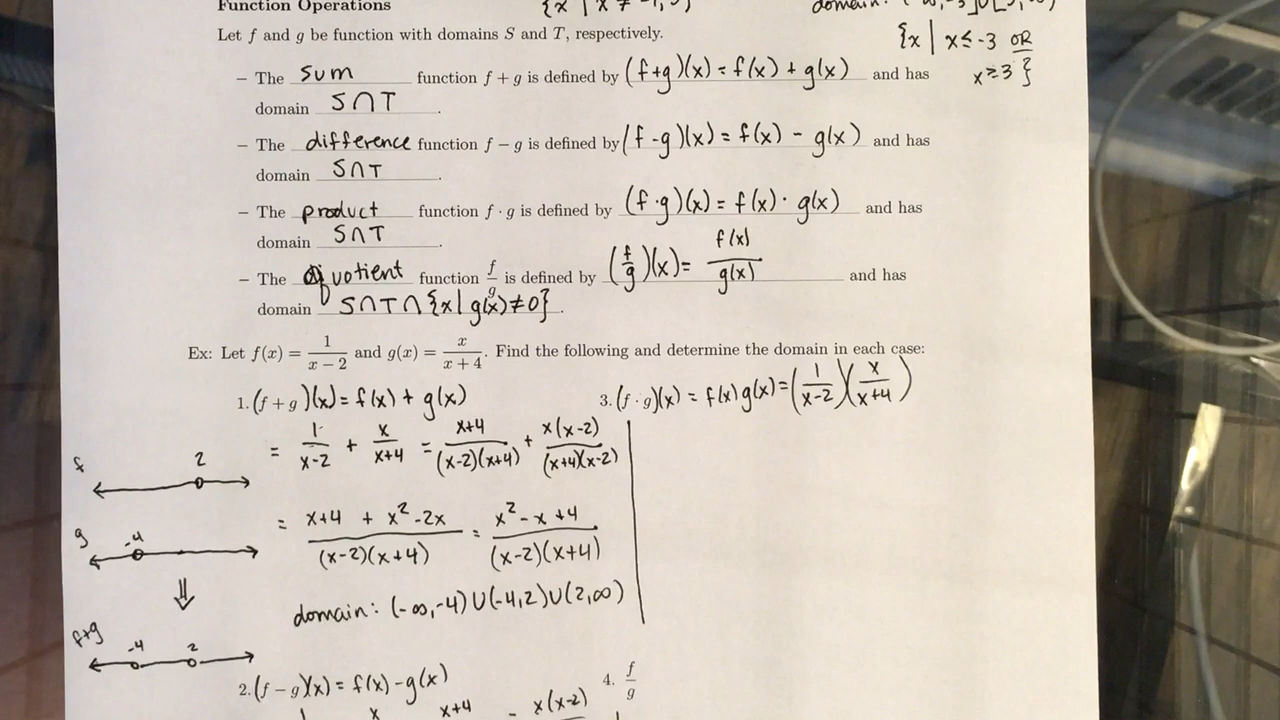 Function Operations
{x | x ≠
domain:
Let f and g be function with domains S and T, respectively.
{x | x ≤ -3 OR
x ≥ 3 }
– The sum function f + g is defined by (f+g)(x) = f(x) + g(x) and has
domain S∩T .
– The difference function f − g is defined by (f -g)(x) = f(x) - g(x) and has
domain S∩T .
– The product function f · g is defined by (f·g)(x) = f(x) · g(x) and has
domain S∩T .
– The quotient function f/g is defined by (f/g)(x) = f(x)/g(x) and has
domain S∩T∩{x | g(x) ≠ 0} .
Ex: Let f(x) = 1/(x − 2) and g(x) = x/(x + 4). Find the following and determine the domain in each case:
1. (f + g)(x) = f(x) + g(x)
= 1/(x-2) + x/(x+4) = (x+4)/((x-2)(x+4)) + x(x-2)/((x+4)(x-2))
f 2
= (x+4 + x²-2x)/((x-2)(x+4)) = (x²-x+4)/((x-2)(x+4))
g -4
⇓
domain: (-∞,-4)∪(-4,2)∪(2,∞)
f+g -4 2
2. (f − g)(x) = f(x) - g(x)
x x+4 - x(x-2)
3. (f · g)(x) = f(x)g(x) = (1/(x-2))(x/(x+4))
4. f/g